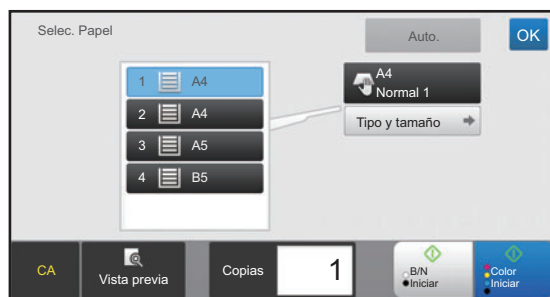 Selec. Papel
Auto.
OK
1 A4
2 A4
3 A5
4 B5
A4
Normal 1
Tipo y tamaño
CA
Vista previa
Copias
1
B/N
Iniciar
Color
Iniciar